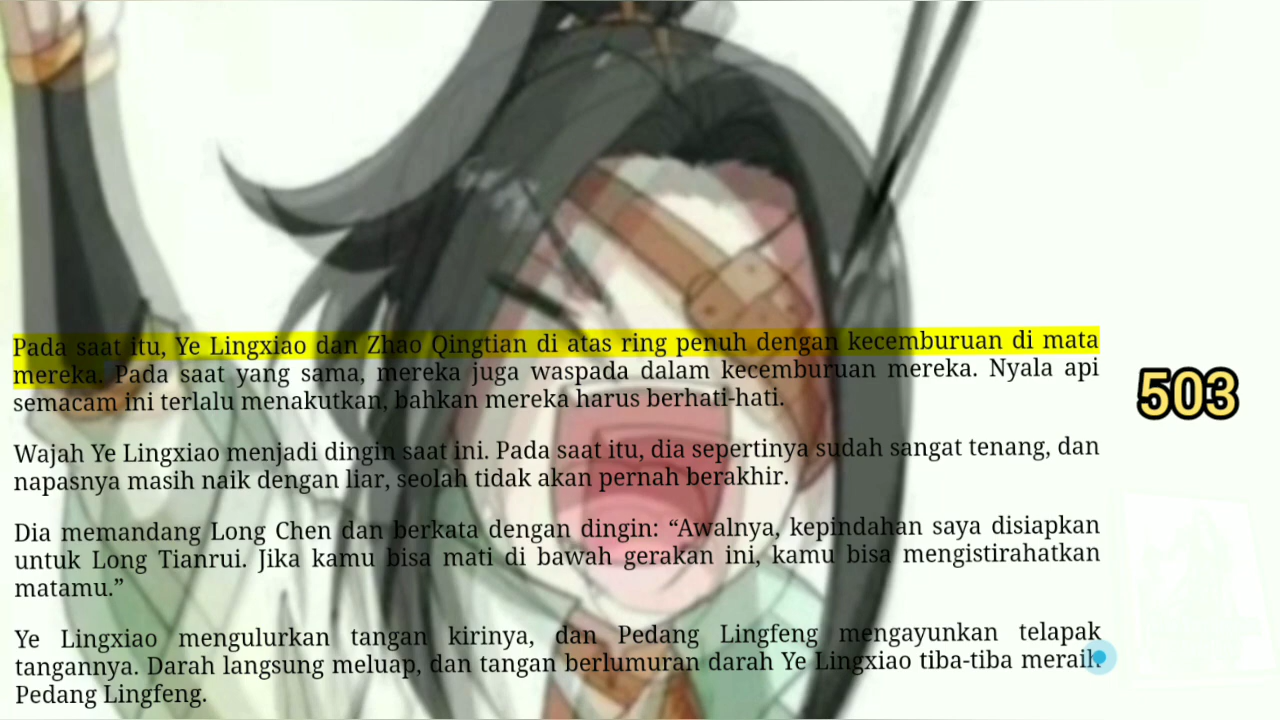 Pada saat itu, Ye Lingxiao dan Zhao Qingtian di atas ring penuh dengan kecemburuan di mata
mereka. Pada saat yang sama, mereka juga waspada dalam kecemburuan mereka. Nyala api
semacam ini terlalu menakutkan, bahkan mereka harus berhati-hati.
503
Wajah Ye Lingxiao menjadi dingin saat ini. Pada saat itu, dia sepertinya sudah sangat tenang, dan
napasnya masih naik dengan liar, seolah tidak akan pernah berakhir.
Dia memandang Long Chen dan berkata dengan dingin: “Awalnya, kepindahan saya disiapkan
untuk Long Tianrui. Jika kamu bisa mati di bawah gerakan ini, kamu bisa mengistirahatkan
matamu.”
Ye Lingxiao mengulurkan tangan kirinya, dan Pedang Lingfeng mengayunkan telapak
tangannya. Darah langsung meluap, dan tangan berlumuran darah Ye Lingxiao tiba-tiba meraih
Pedang Lingfeng.